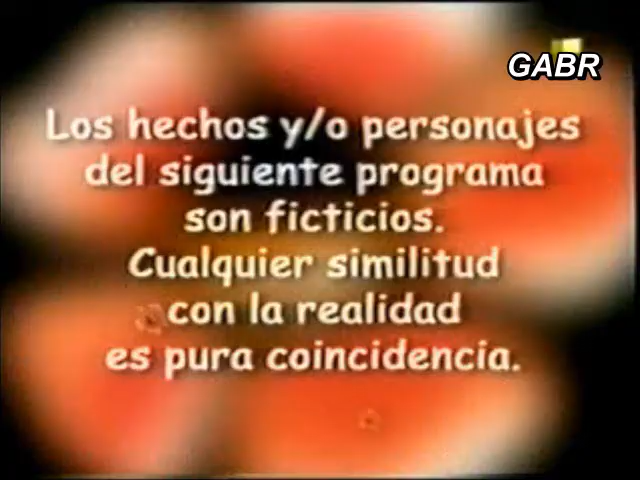 GABR
Los hechos y/o personajes
del siguiente programa
son ficticios.
Cualquier similitud
con la realidad
es pura coincidencia.